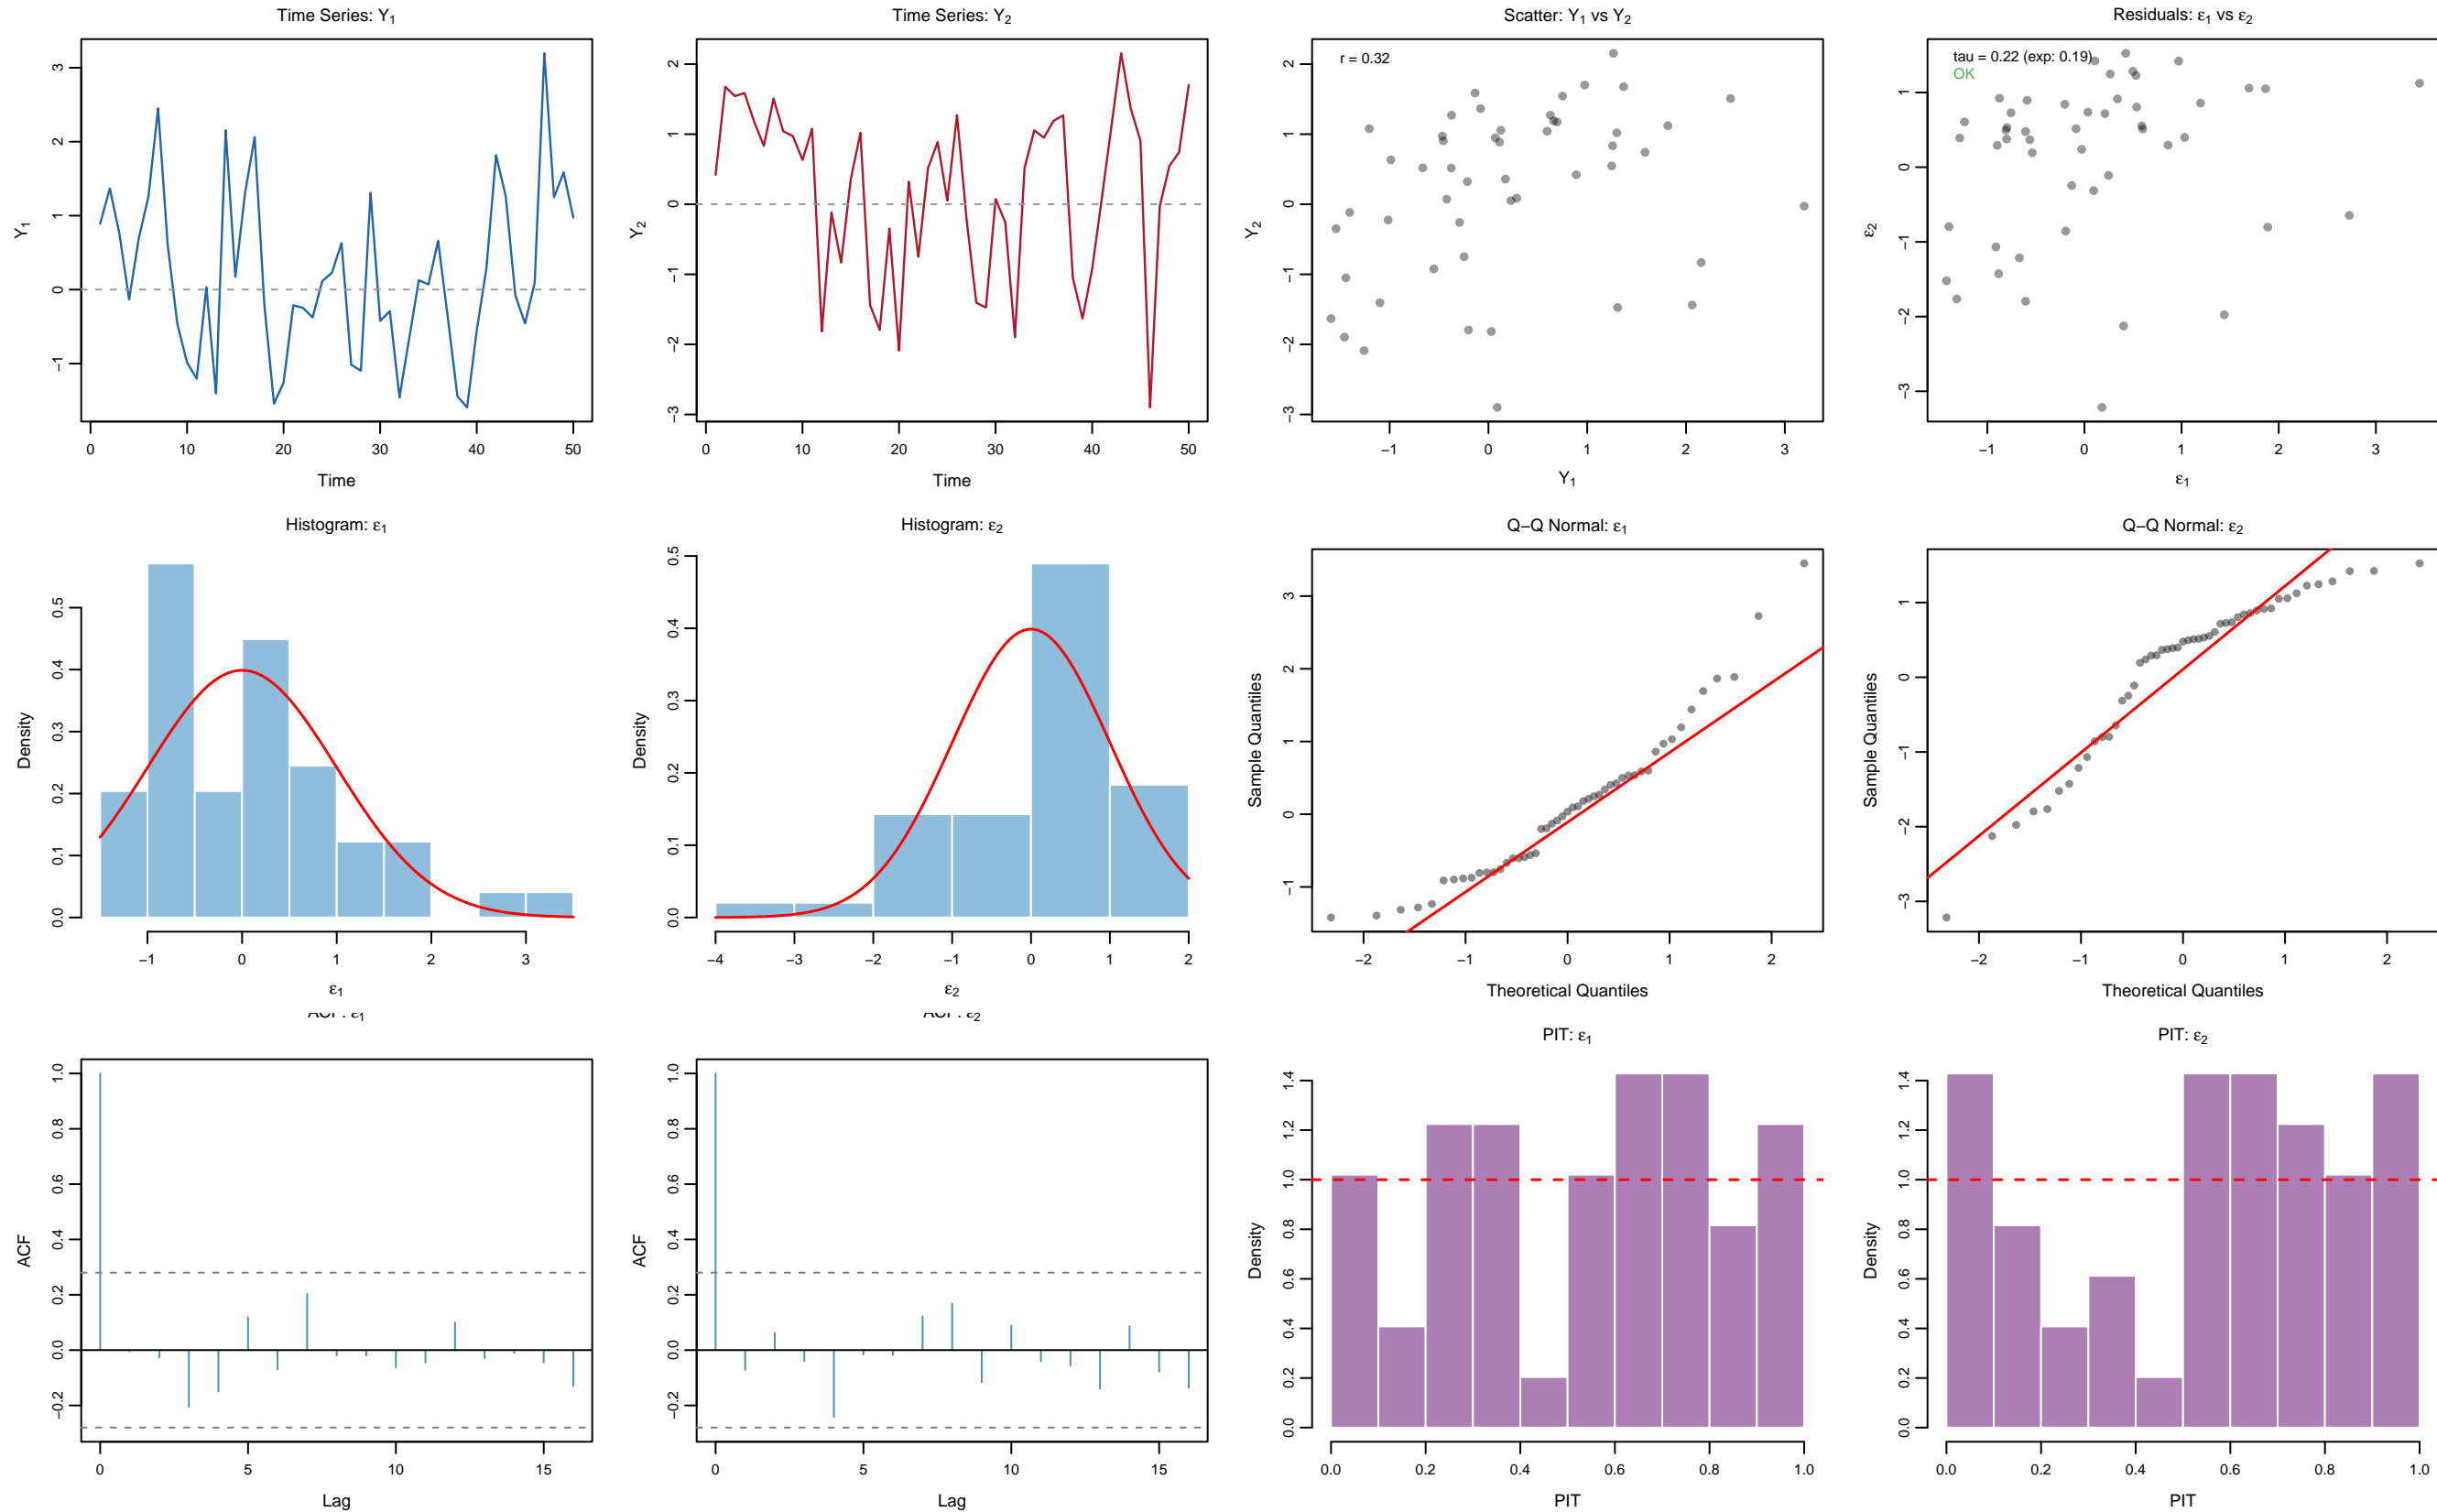 Time Series: Y1
Y1
3
2
1
0
−1
0 10 20 30 40 50
Time
Time Series: Y2
Y2
2
1
0
−1
−2
−3
0 10 20 30 40 50
Time
Scatter: Y1 vs Y2
r = 0.32
Y2
2
1
0
−1
−2
−3
−1 0 1 2 3
Y1
Residuals: ε1 vs ε2
tau = 0.22 (exp: 0.19)
OK
ε2
1
0
−1
−2
−3
−1 0 1 2 3
ε1
Histogram: ε1
Density
0.5
0.4
0.3
0.2
0.1
0.0
−1 0 1 2 3
ε1
Histogram: ε2
Density
0.5
0.4
0.3
0.2
0.1
0.0
−4 −3 −2 −1 0 1 2
ε2
Q−Q Normal: ε1
Sample Quantiles
3
2
1
0
−1
−2 −1 0 1 2
Theoretical Quantiles
Q−Q Normal: ε2
Sample Quantiles
1
0
−1
−2
−3
−2 −1 0 1 2
Theoretical Quantiles
ACF: ε1
ACF
1.0
0.8
0.6
0.4
0.2
0.0
−0.2
0 5 10 15
Lag
ACF: ε2
ACF
1.0
0.8
0.6
0.4
0.2
0.0
−0.2
0 5 10 15
Lag
PIT: ε1
Density
1.4
1.2
1.0
0.8
0.6
0.4
0.2
0.0
0.0 0.2 0.4 0.6 0.8 1.0
PIT
PIT: ε2
Density
1.4
1.2
1.0
0.8
0.6
0.4
0.2
0.0
0.0 0.2 0.4 0.6 0.8 1.0
PIT